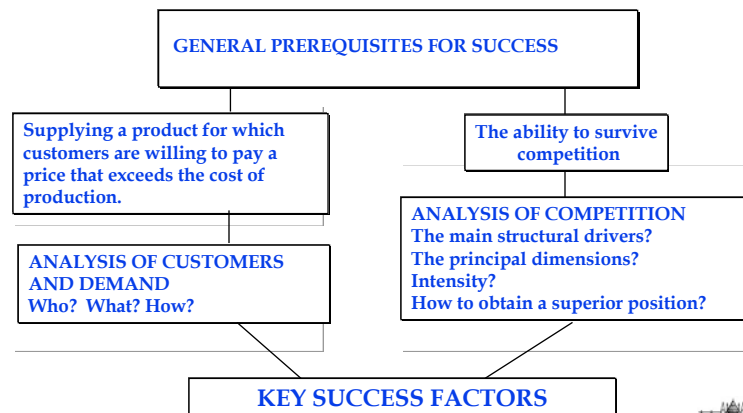 GENERAL PREREQUISITES FOR SUCCESS
Supplying a product for which
customers are willing to pay a
price that exceeds the cost of
production.
The ability to survive
competition
ANALYSIS OF CUSTOMERS
AND DEMAND
Who? What? How?
ANALYSIS OF COMPETITION
The main structural drivers?
The principal dimensions?
Intensity?
How to obtain a superior position?
KEY SUCCESS FACTORS